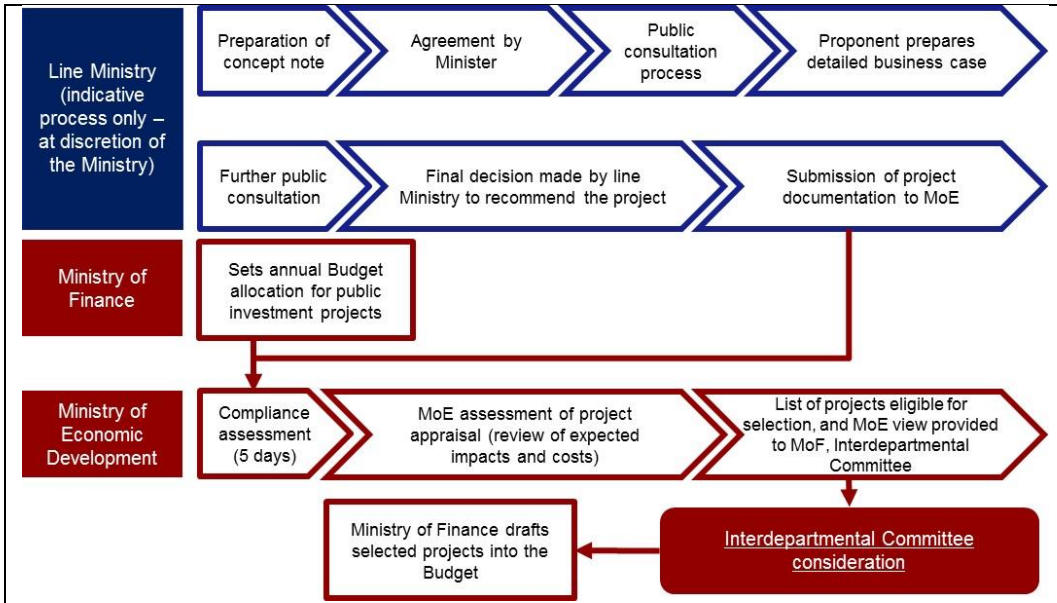 Line Ministry
(indicative
process only –
at discretion of
the Ministry)
Preparation of
concept note
Agreement by
Minister
Public
consultation
process
Proponent prepares
detailed business case
Further public
consultation
Final decision made by line
Ministry to recommend the project
Submission of project
documentation to MoE
Ministry of
Finance
Sets annual Budget
allocation for public
investment projects
Ministry of
Economic
Development
Compliance
assessment
(5 days)
MoE assessment of project
appraisal (review of expected
impacts and costs)
List of projects eligible for
selection, and MoE view provided
to MoF, Interdepartmental
Committee
Ministry of Finance drafts
selected projects into the
Budget
Interdepartmental Committee
consideration